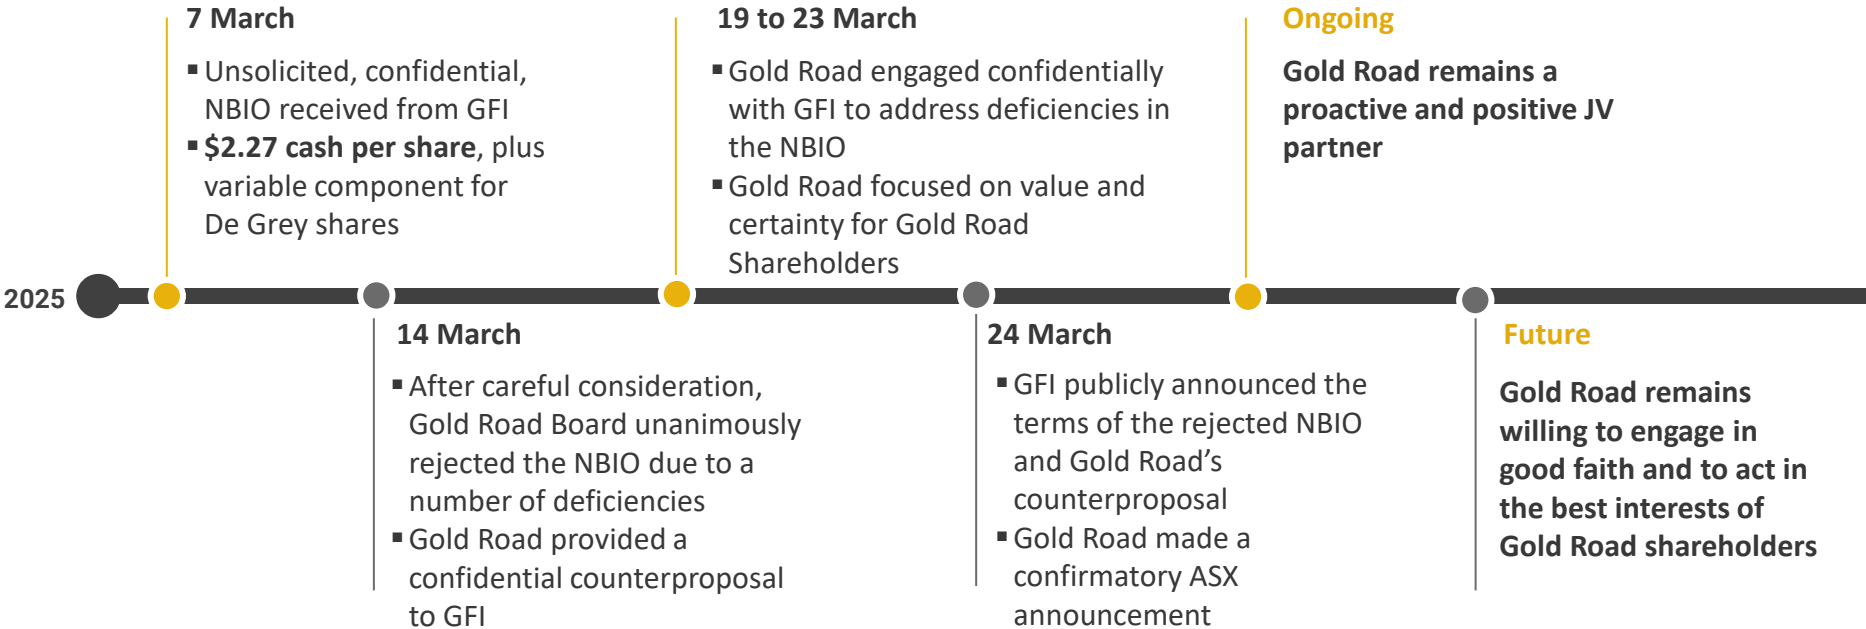 2025
7 March
▪ Unsolicited, confidential,
NBIO received from GFI
▪ $2.27 cash per share, plus
variable component for
De Grey shares
14 March
▪ After careful consideration,
Gold Road Board unanimously
rejected the NBIO due to a
number of deficiencies
▪ Gold Road provided a
confidential counterproposal
to GFI
19 to 23 March
▪ Gold Road engaged confidentially
with GFI to address deficiencies in
the NBIO
▪ Gold Road focused on value and
certainty for Gold Road
Shareholders
24 March
▪ GFI publicly announced the
terms of the rejected NBIO
and Gold Road’s
counterproposal
▪ Gold Road made a
confirmatory ASX
announcement
Ongoing
Gold Road remains a
proactive and positive JV
partner
Future
Gold Road remains
willing to engage in
good faith and to act in
the best interests of
Gold Road shareholders